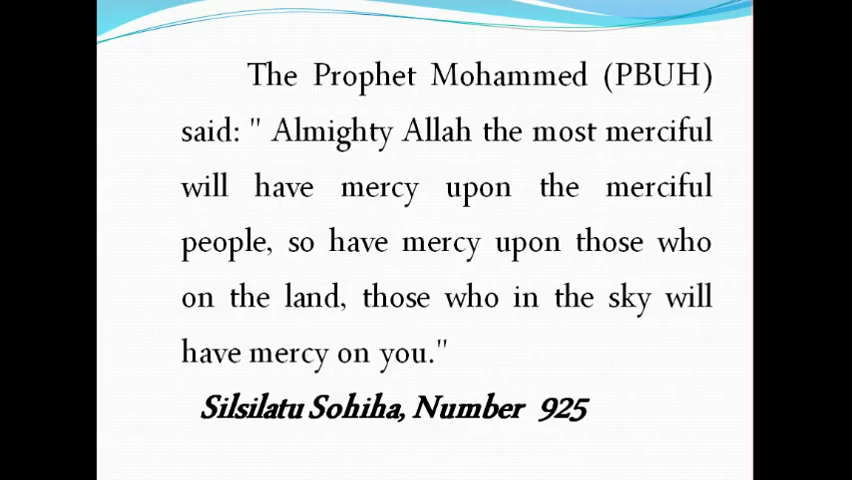 The Prophet Mohammed (PBUH)
said: " Almighty Allah the most merciful
will have mercy upon the merciful
people, so have mercy upon those who
on the land, those who in the sky will
have mercy on you."
Silsilatu Sohiha, Number 925